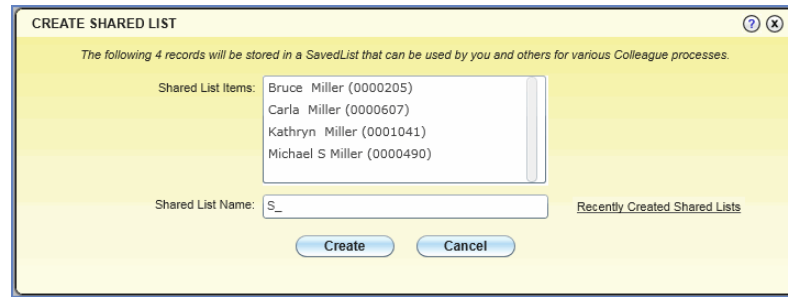 CREATE SHARED LIST
The following 4 records will be stored in a SavedList that can be used by you and others for various Colleague processes.
Shared List Items:
Bruce  Miller (0000205)
Carla  Miller (0000607)
Kathryn  Miller (0001041)
Michael S Miller (0000490)
Shared List Name: S_ Recently Created Shared Lists
Create Cancel